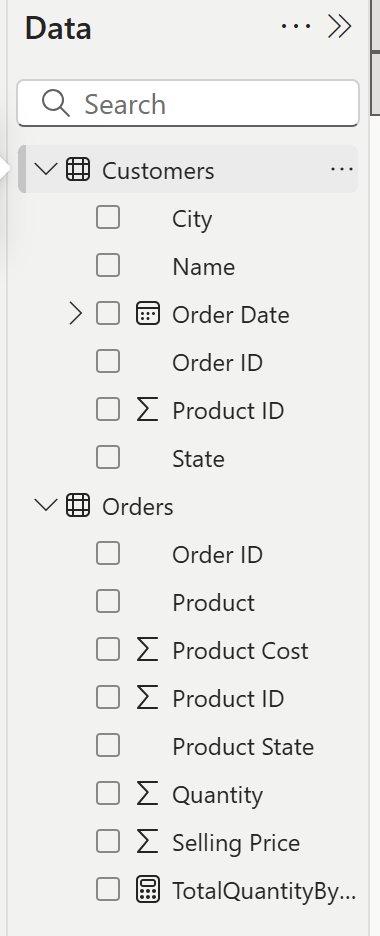 Data
Search
Customers
City
Name
Order Date
Order ID
Product ID
State
Orders
Order ID
Product
Product Cost
Product ID
Product State
Quantity
Selling Price
TotalQuantityBy...